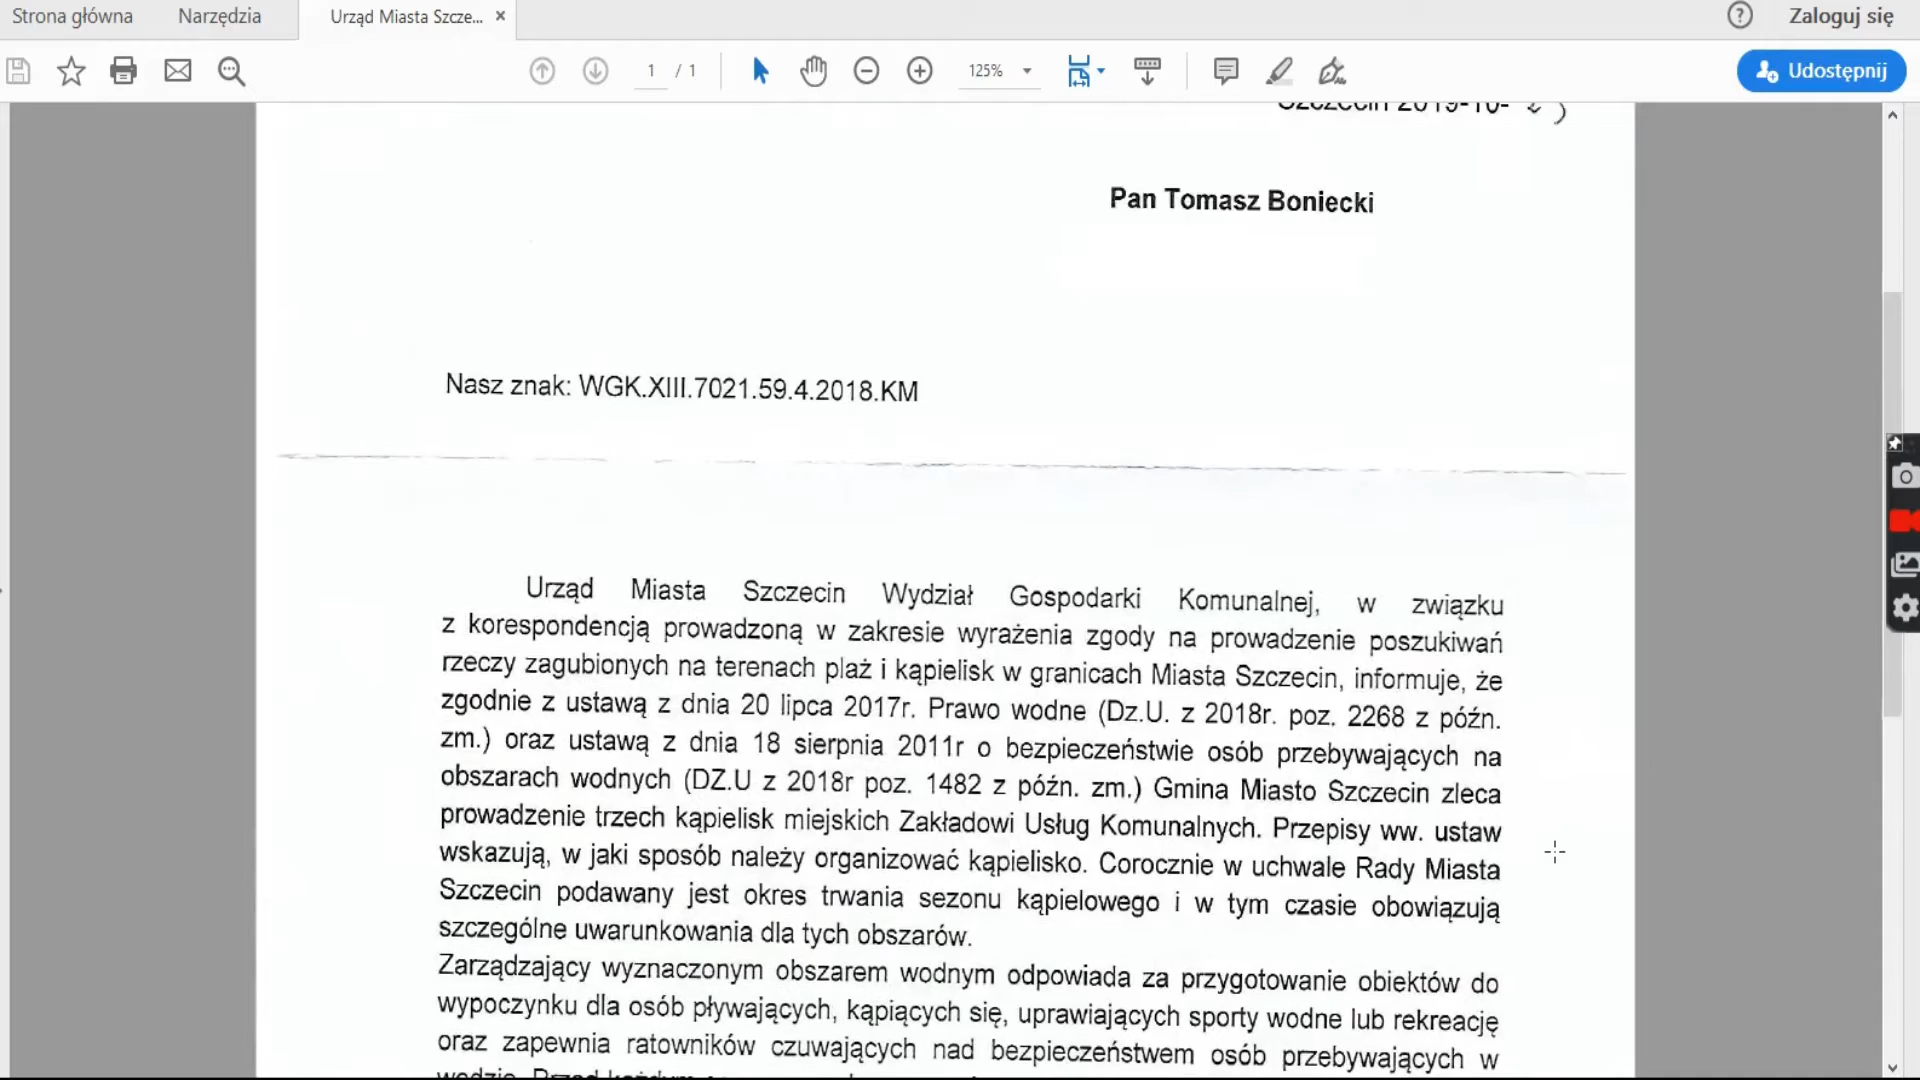 Strona główna
Narzędzia
Urząd Miasta Szcze...
Zaloguj się
1 / 1
125%
Udostępnij
Szczecin 2019-10-
Pan Tomasz Boniecki
Nasz znak: WGK.XIII.7021.59.4.2018.KM
Urząd Miasta Szczecin Wydział Gospodarki Komunalnej, w związku
z korespondencją prowadzoną w zakresie wyrażenia zgody na prowadzenie poszukiwań
rzeczy zagubionych na terenach plaż i kąpielisk w granicach Miasta Szczecin, informuje, że
zgodnie z ustawą z dnia 20 lipca 2017r. Prawo wodne (Dz.U. z 2018r. poz. 2268 z późn.
zm.) oraz ustawą z dnia 18 sierpnia 2011r o bezpieczeństwie osób przebywających na
obszarach wodnych (DZ.U z 2018r poz. 1482 z późn. zm.) Gmina Miasto Szczecin zleca
prowadzenie trzech kąpielisk miejskich Zakładowi Usług Komunalnych. Przepisy ww. ustaw
wskazują, w jaki sposób należy organizować kąpielisko. Corocznie w uchwale Rady Miasta
Szczecin podawany jest okres trwania sezonu kąpielowego i w tym czasie obowiązują
szczególne uwarunkowania dla tych obszarów.
Zarządzający wyznaczonym obszarem wodnym odpowiada za przygotowanie obiektów do
wypoczynku dla osób pływających, kąpiących się, uprawiających sporty wodne lub rekreację
oraz zapewnia ratowników czuwających nad bezpieczeństwem osób przebywających w
wodzie. Przed każdym